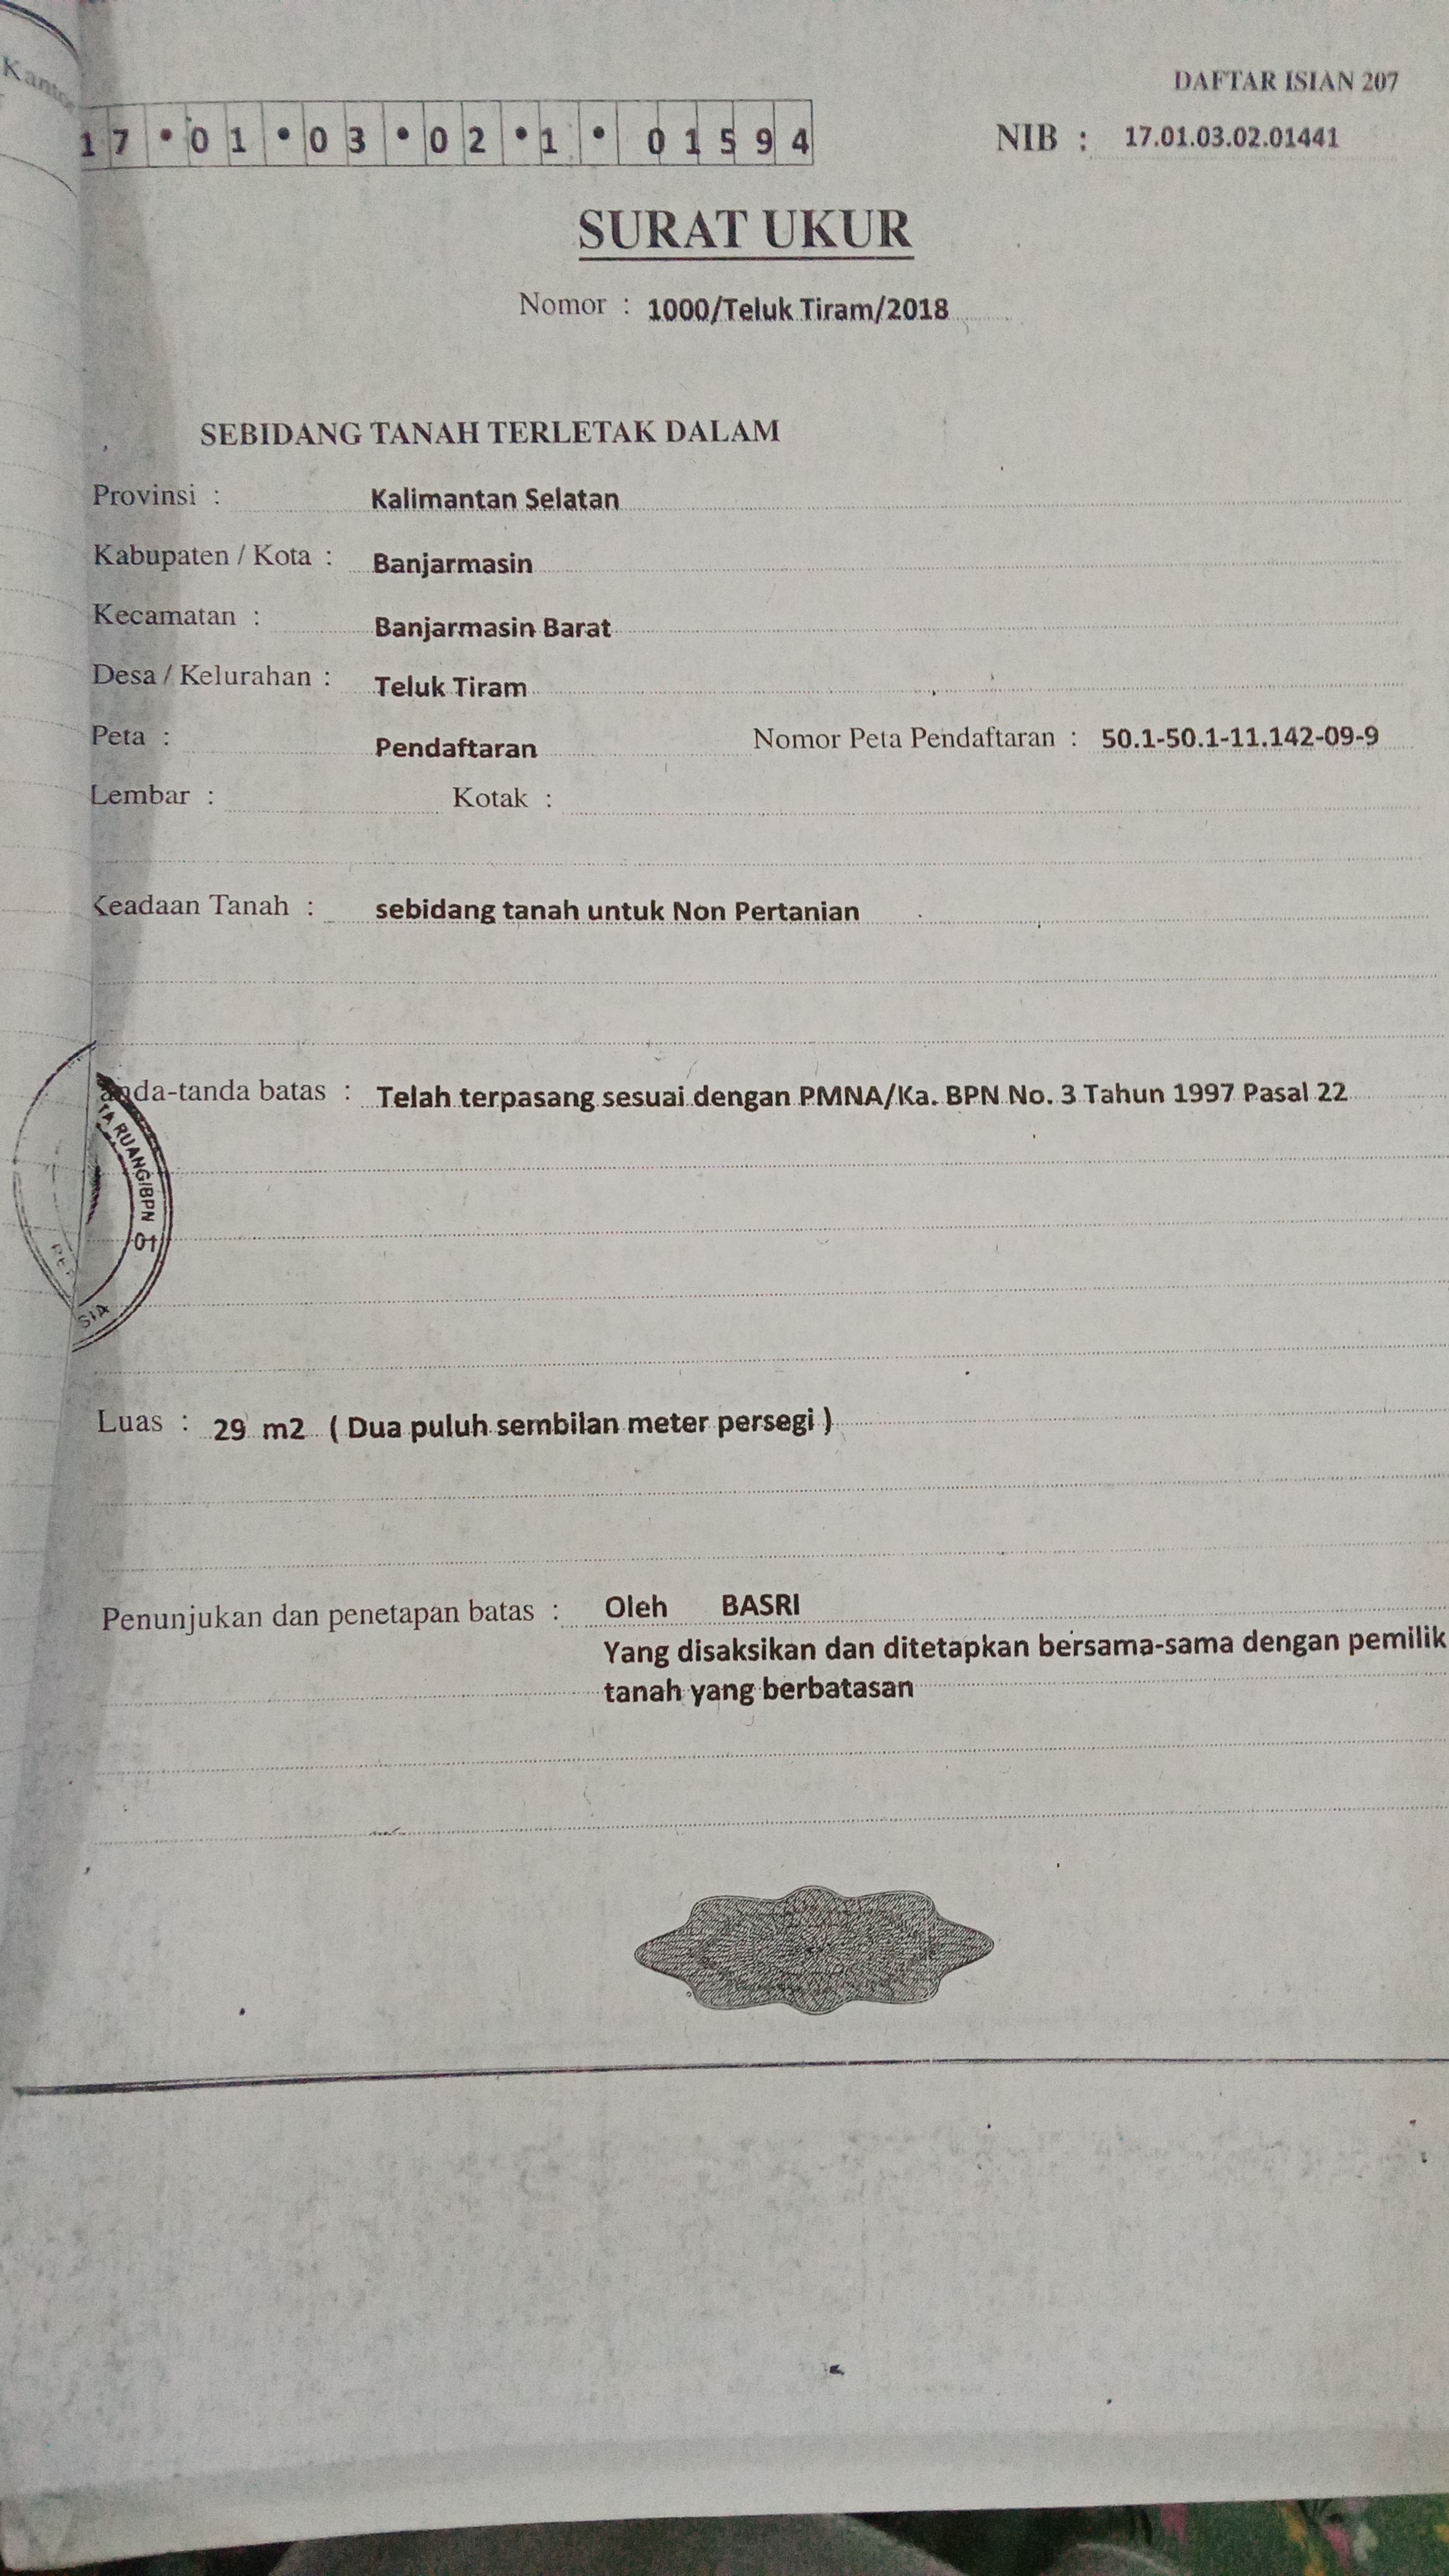 Kanto
DAFTAR ISIAN 207
17•01•03•02•1•01594
NIB : 17.01.03.02.01441
SURAT UKUR
Nomor : 1000/Teluk Tiram/2018
SEBIDANG TANAH TERLETAK DALAM
Provinsi : Kalimantan Selatan
Kabupaten / Kota : Banjarmasin
Kecamatan : Banjarmasin Barat
Desa / Kelurahan : Teluk Tiram
Peta : Pendaftaran Nomor Peta Pendaftaran : 50.1-50.1-11.142-09-9
Lembar : Kotak :
Keadaan Tanah : sebidang tanah untuk Non Pertanian
anda-tanda batas : Telah terpasang sesuai dengan PMNA/Ka. BPN No. 3 Tahun 1997 Pasal 22
TA RUANG/BPN
01
SIA
Luas : 29 m2 ( Dua puluh sembilan meter persegi )
Penunjukan dan penetapan batas : Oleh BASRI
Yang disaksikan dan ditetapkan bersama-sama dengan pemilik
tanah yang berbatasan